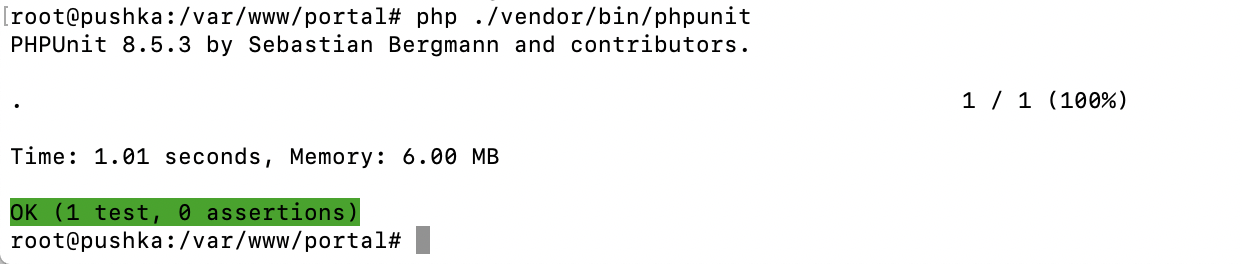 [root@pushka:/var/www/portal# php ./vendor/bin/phpunit
PHPUnit 8.5.3 by Sebastian Bergmann and contributors.
. 1 / 1 (100%)
Time: 1.01 seconds, Memory: 6.00 MB
OK (1 test, 0 assertions)
root@pushka:/var/www/portal#